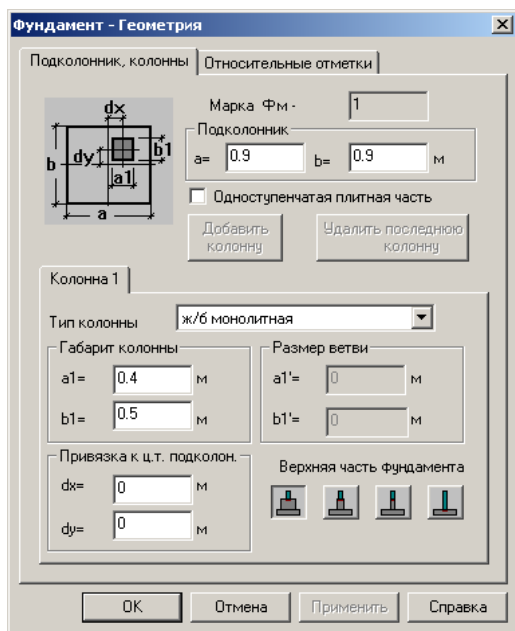 Фундамент - Геометрия
Подколонник, колонны
Относительные отметки
dx
b
dy
b1
a1
a
Марка Фм -
1
Подколонник
a=
0.9
b=
0.9
м
Одноступенчатая плитная часть
Добавить колонну
Удалить последнюю колонну
Колонна 1
Тип колонны
ж/б монолитная
Габарит колонны
a1=
0.4
м
b1=
0.5
м
Размер ветви
a1'=
0
м
b1'=
0
м
Привязка к ц.т. подколон.
dx=
0
м
dy=
0
м
Верхняя часть фундамента
OK
Отмена
Применить
Справка